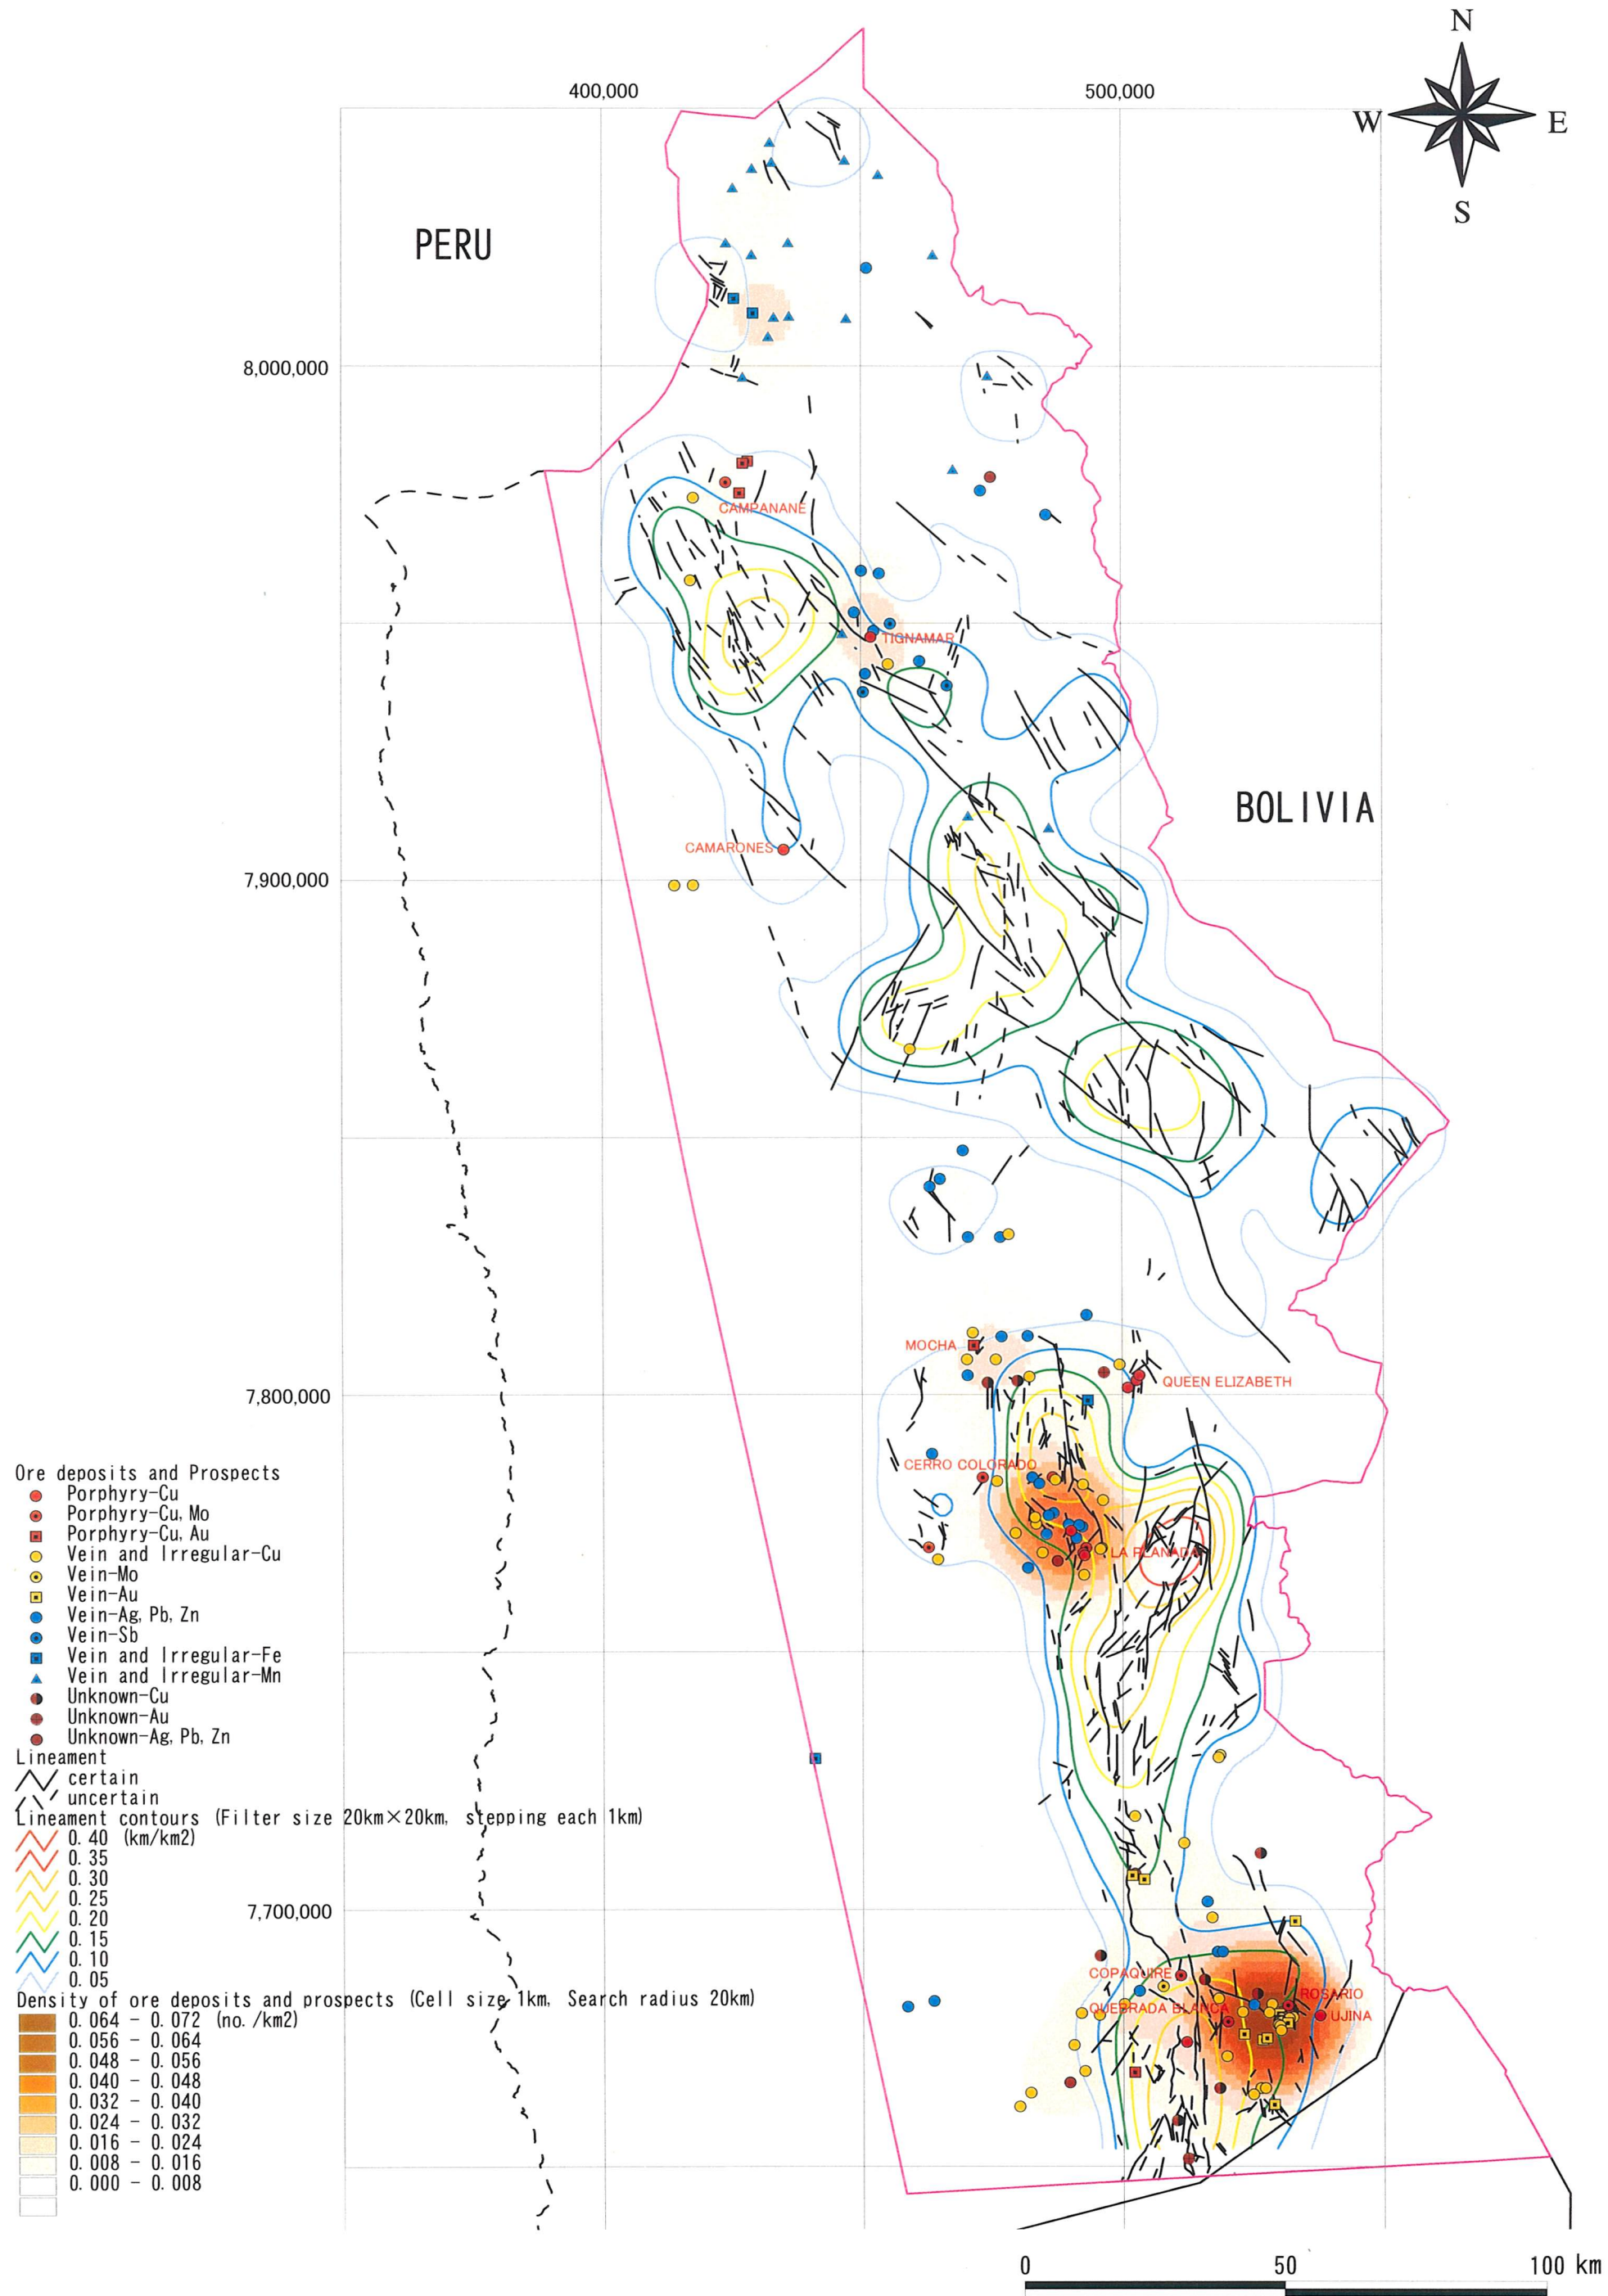 N
400,000
500,000
W
E
S
PERU
8,000,000
CAMPANANE
TIGNAMAR
BOLIVIA
CAMARONES
7,900,000
MOCHA
QUEEN ELIZABETH
7,800,000
CERRO COLORADO
LA PLANADA
Ore deposits and Prospects
Porphyry-Cu
Porphyry-Cu, Mo
Porphyry-Cu, Au
Vein and Irregular-Cu
Vein-Mo
Vein-Au
Vein-Ag, Pb, Zn
Vein-Sb
Vein and Irregular-Fe
Vein and Irregular-Mn
Unknown-Cu
Unknown-Au
Unknown-Ag, Pb, Zn
Lineament
certain
uncertain
Lineament contours (Filter size 20km×20km, stepping each 1km)
0.40 (km/km2)
0.35
0.30
0.25
0.20
0.15
0.10
0.05
7,700,000
COPAQUIRE
ROSARIO
QUEBRADA BLANCA
UJINA
Density of ore deposits and prospects (Cell size 1km, Search radius 20km)
0.064 - 0.072 (no./km2)
0.056 - 0.064
0.048 - 0.056
0.040 - 0.048
0.032 - 0.040
0.024 - 0.032
0.016 - 0.024
0.008 - 0.016
0.000 - 0.008
0 50 100 km